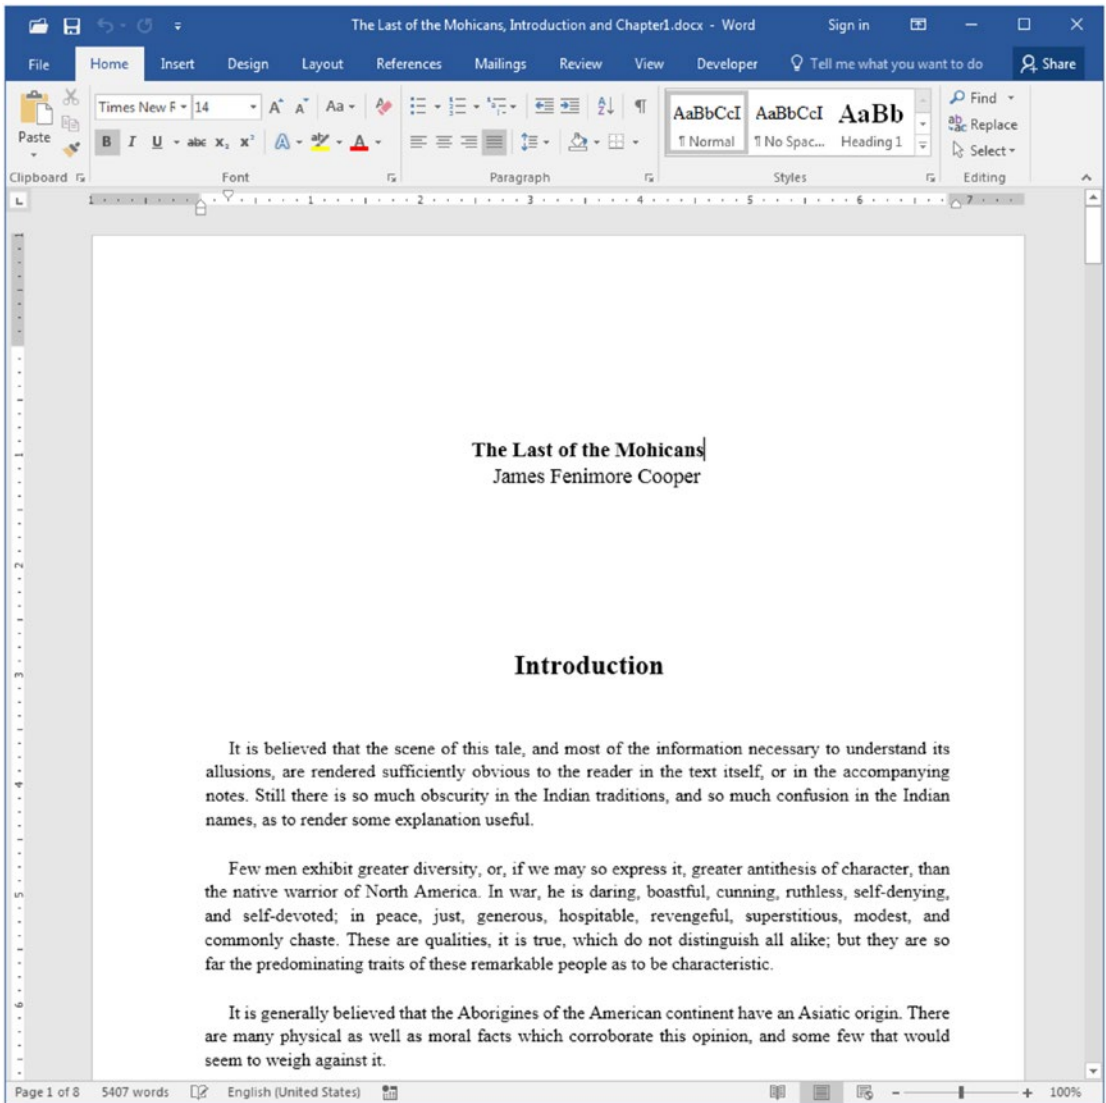 The Last of the Mohicans, Introduction and Chapter1.docx - Word Sign in
File Home Insert Design Layout References Mailings Review View Developer Tell me what you want to do Share
Times New F 14 Aa AaBbCcI AaBbCcI AaBb Find
Paste B I U abc X₂ X² A aby A ¶ Normal ¶ No Spac... Heading 1 Replace
Select
Clipboard Font Paragraph Styles Editing
1 1 2 3 4 5 6 7
The Last of the Mohicans
James Fenimore Cooper
Introduction
It is believed that the scene of this tale, and most of the information necessary to understand its
allusions, are rendered sufficiently obvious to the reader in the text itself, or in the accompanying
notes. Still there is so much obscurity in the Indian traditions, and so much confusion in the Indian
names, as to render some explanation useful.
Few men exhibit greater diversity, or, if we may so express it, greater antithesis of character, than
the native warrior of North America. In war, he is daring, boastful, cunning, ruthless, self-denying,
and self-devoted; in peace, just, generous, hospitable, revengeful, superstitious, modest, and
commonly chaste. These are qualities, it is true, which do not distinguish all alike; but they are so
far the predominating traits of these remarkable people as to be characteristic.
It is generally believed that the Aborigines of the American continent have an Asiatic origin. There
are many physical as well as moral facts which corroborate this opinion, and some few that would
seem to weigh against it.
Page 1 of 8 5407 words English (United States) 100%